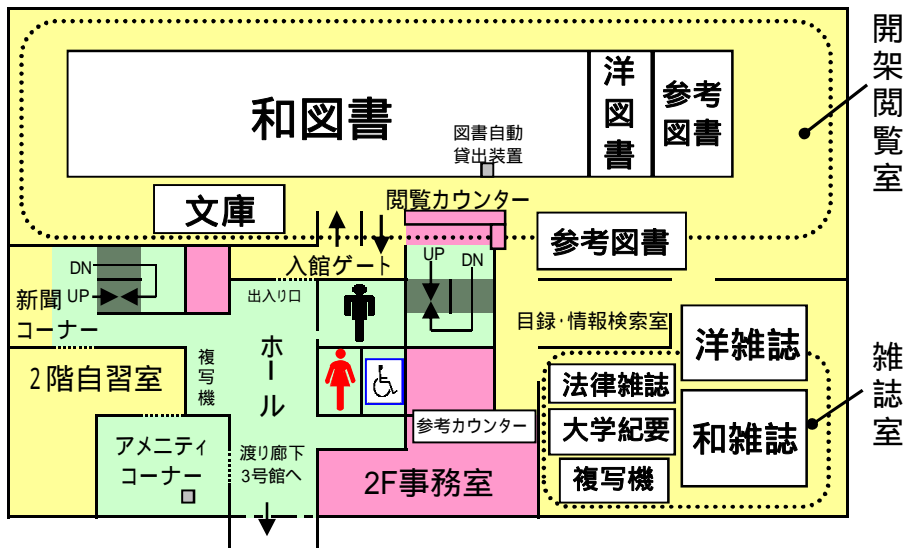 開架閲覧室
洋図書
参考
図書
和図書
図書自動
貸出装置
文庫
閲覧カウンター
参考図書
入館ゲート
DN
UP
UP
DN
新聞
コーナー
出入り口
目録・情報検索室
洋雑誌
雑誌室
ホール
複写機
2階自習室
法律雑誌
和雑誌
大学紀要
参考カウンター
アメニティ
コーナー
渡り廊下
3号館へ
2F事務室
複写機